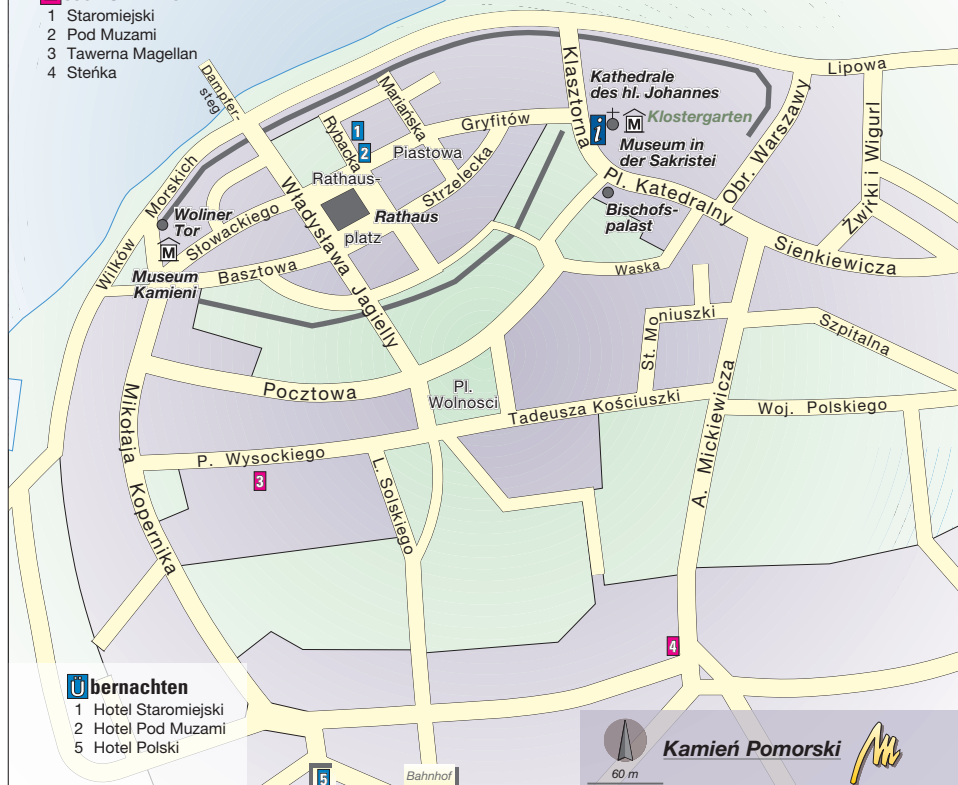 1 Staromiejski
2 Pod Muzami
3 Tawerna Magellan
4 Steńka
Dampfer-
steg
Lipowa
Klasztorna
Kathedrale
des hl. Johannes
Klostergarten
Museum in
der Sakristei
i
M
Obr. Warszawy
Żwirki i Wigurl
Mariańska
Rybacka
1
2
Gryfitów
Piastowa
Strzelecka
Rathaus-
platz
Rathaus
Pl. Katedralny
Bischofs-
palast
Sienkiewicza
Wilków Morskich
Woliner
Tor
M
Museum
Kamieni
Słowackiego
Basztowa
Władysława Jagielly
Waska
St. Moniuszki
Szpitalna
Pocztowa
Pl.
Wolnosci
Tadeusza Kościuszki
Woj. Polskiego
Mikołaja Kopernika
P. Wysockiego
3
L. Solskiego
A. Mickiewicza
4
Übernachten
1 Hotel Staromiejski
2 Hotel Pod Muzami
5 Hotel Polski
5
Bahnhof
60 m
Kamień Pomorski